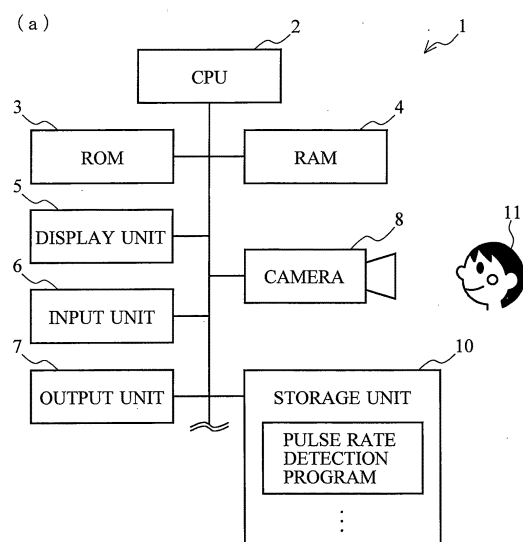 (a)
1
2
CPU
3
ROM
4
RAM
5
DISPLAY UNIT
8
CAMERA
11
6
INPUT UNIT
7
OUTPUT UNIT
10
STORAGE UNIT
PULSE RATE
DETECTION
PROGRAM